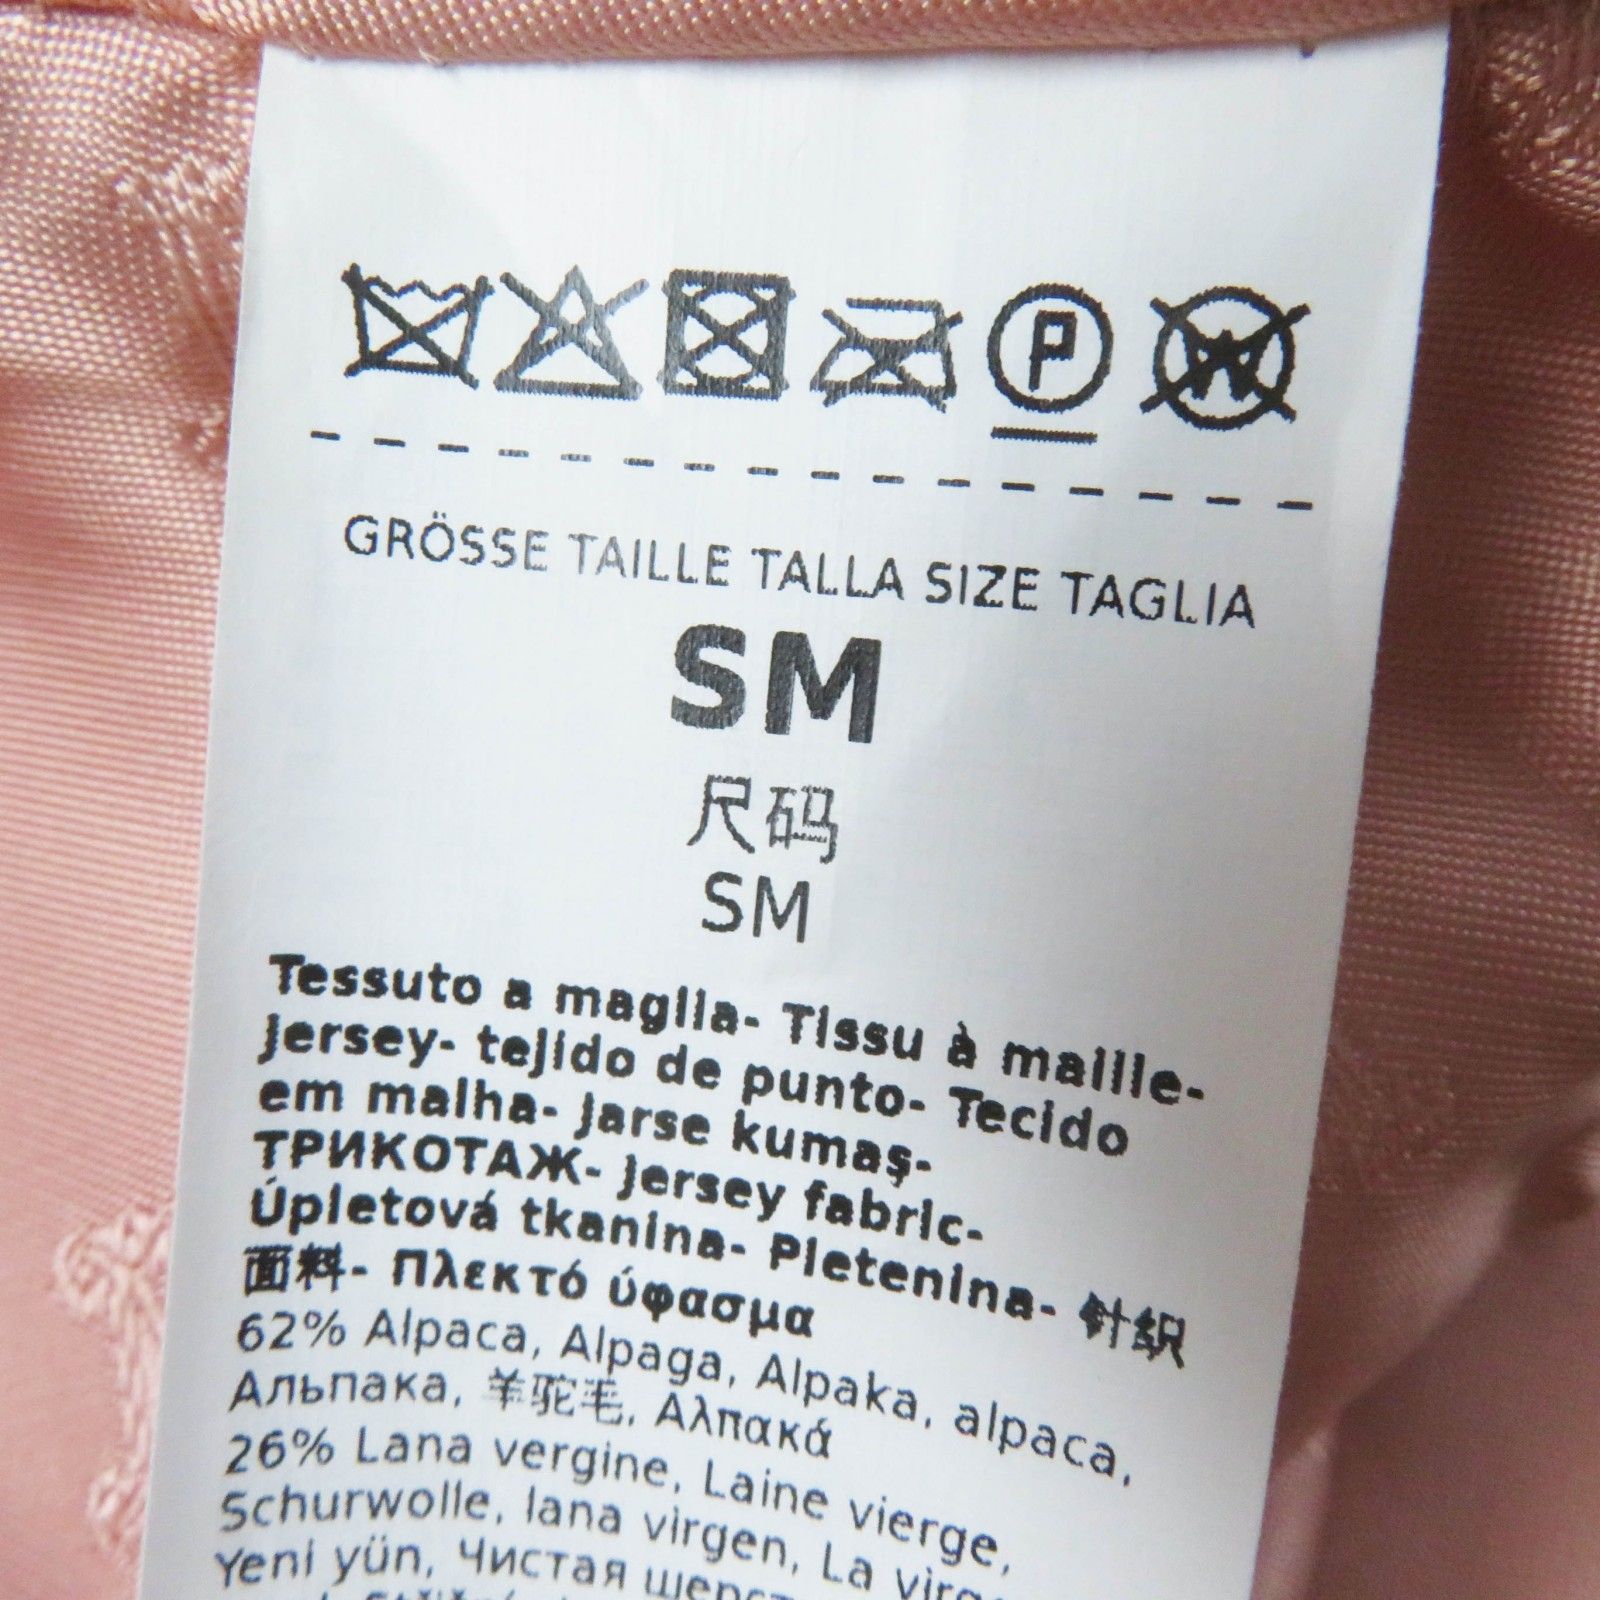 P
W
GRÖSSE TAILLE TALLA SIZE TAGLIA
SM
尺码
SM
Tessuto a maglia- Tissu à maille-
Jersey- tejido de punto- Tecido
em malha- Jarse kumaş-
ТРИКОТАЖ- Jersey fabric-
Úpletová tkanina- Pletenina- 针织
面料- Πλεκτό ύφασμα
62% Alpaca, Alpaga, Alpaka, alpaca,
Альпака, 羊驼毛, Αλπακά
26% Lana vergine, Laine vierge,
Schurwolle, lana virgen, La
Yeni yün, Чистая